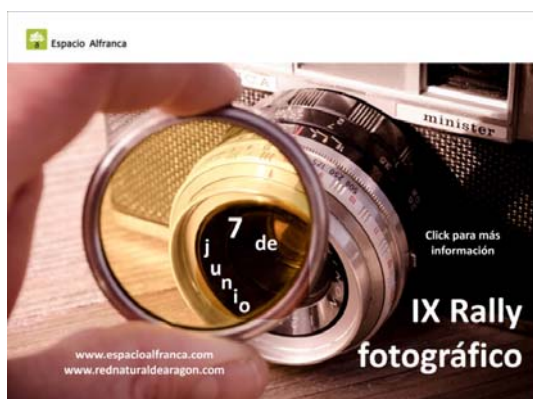 Espacio Alfranca
minister
7 de
junio
Click para más
información
IX Rally
fotográfico
www.espacioalfranca.com
www.rednaturaldearagon.com